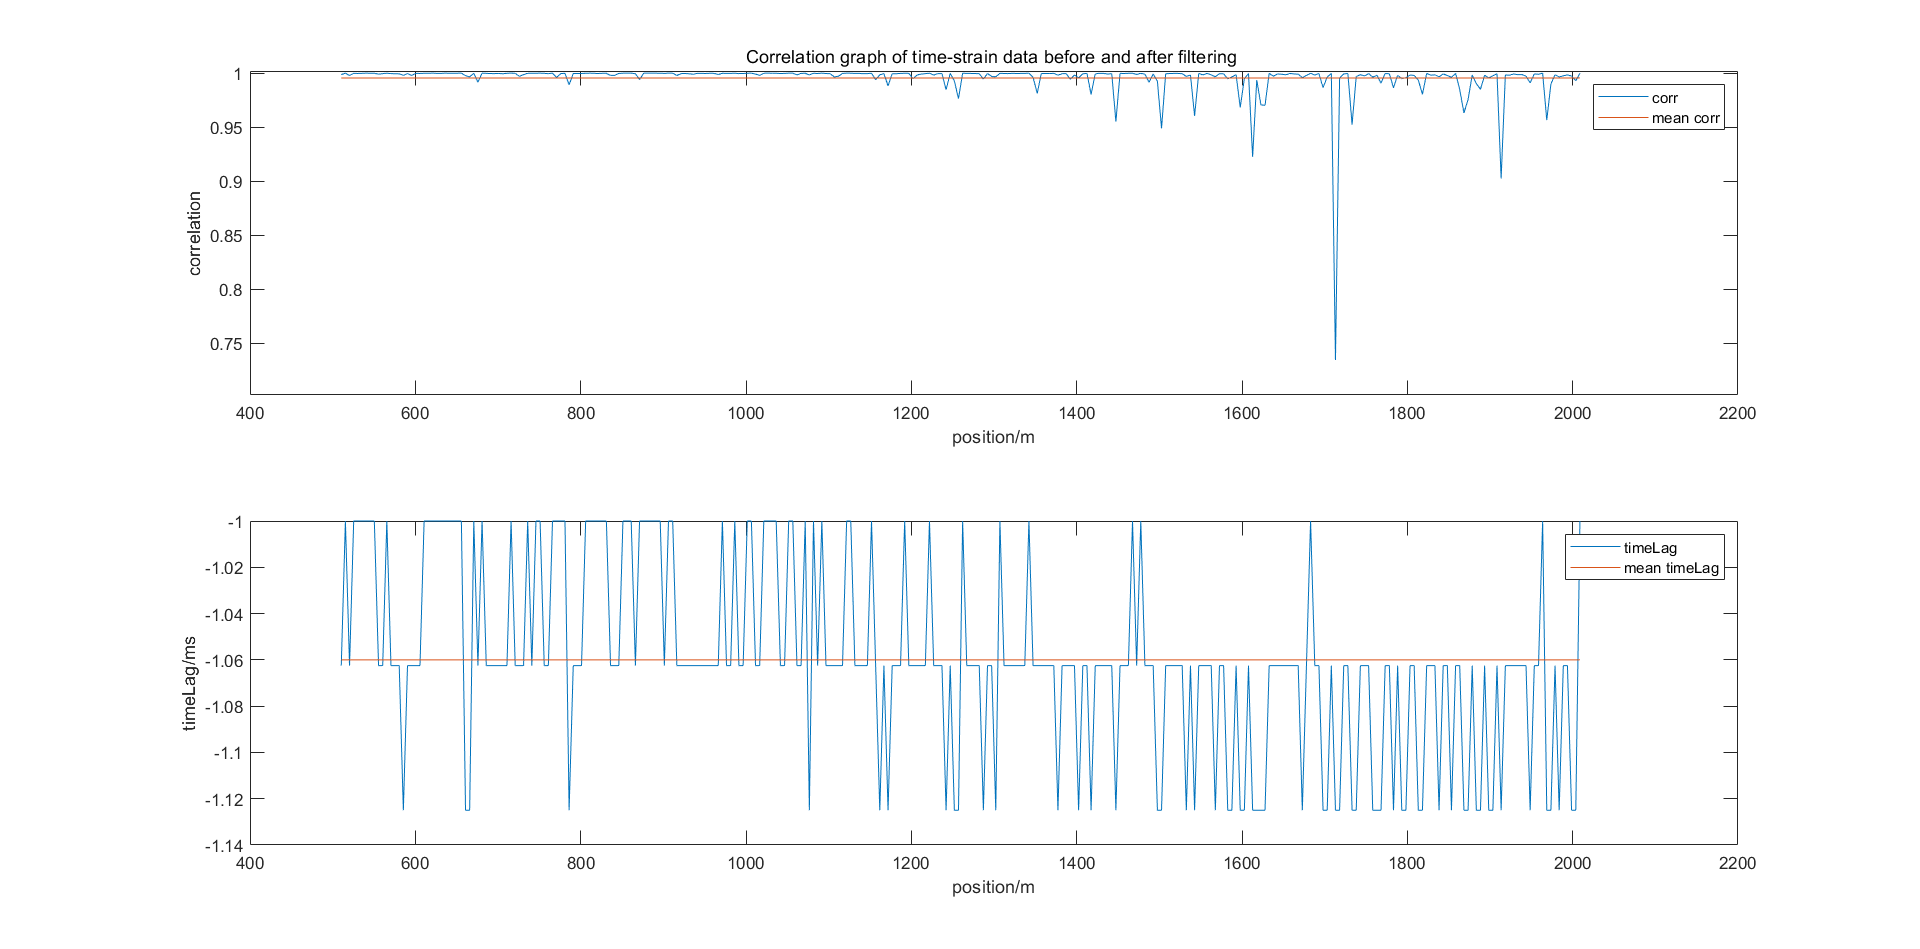 Correlation graph of time-strain data before and after filtering
1
0.95
0.9
0.85
0.8
0.75
correlation
corr
mean corr
400 600 800 1000 1200 1400 1600 1800 2000 2200
position/m
-1
-1.02
-1.04
-1.06
-1.08
-1.1
-1.12
-1.14
timeLag/ms
timeLag
mean timeLag
400 600 800 1000 1200 1400 1600 1800 2000 2200
position/m